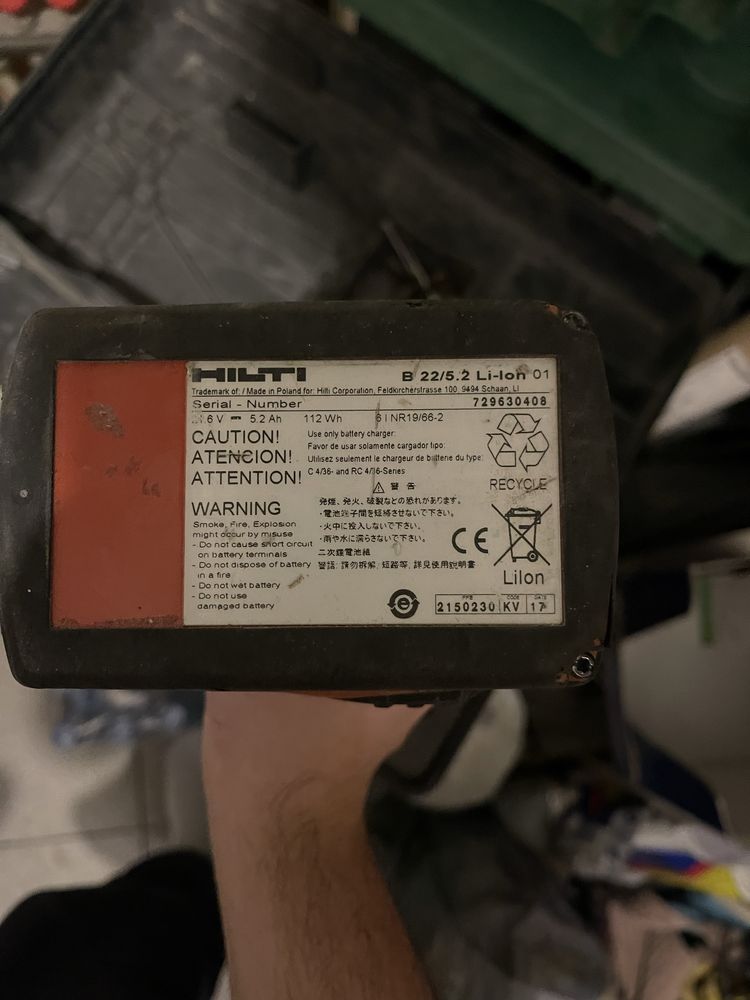 HILTI B 22/5.2 Li-Ion 01
Trademark of: / Made in Poland for: Hilti Corporation, Feldkircherstrasse 100, 9494 Schaan, LI
Serial - Number 729630408
6 V ⎓ 5.2 Ah 112 Wh 6 I NR19/66-2
CAUTION!
ATENCION!
ATTENTION!
Use only battery charger:
Favor de usar solamente cargador tipo:
Utilisez seulement le chargeur de batterie du type:
C 4/36- and RC 4/36-Series
RECYCLE
⚠ 警告
WARNING
Smoke, Fire, Explosion
might occur by misuse
- Do not cause short circuit
on battery terminals
- Do not dispose of battery
in a fire
- Do not wet battery
- Do not use
damaged battery
発煙、発火、破裂などの恐れがあります。
・電池端子間を短絡させないで下さい。
・火中に投入しないで下さい。
・雨や水に濡らさないで下さい。
二次鋰電池組
警語: 請勿拆解, 短路等, 詳見使用說明書
CE
LiIon
PPB CODE DATE
2150230 KV 17